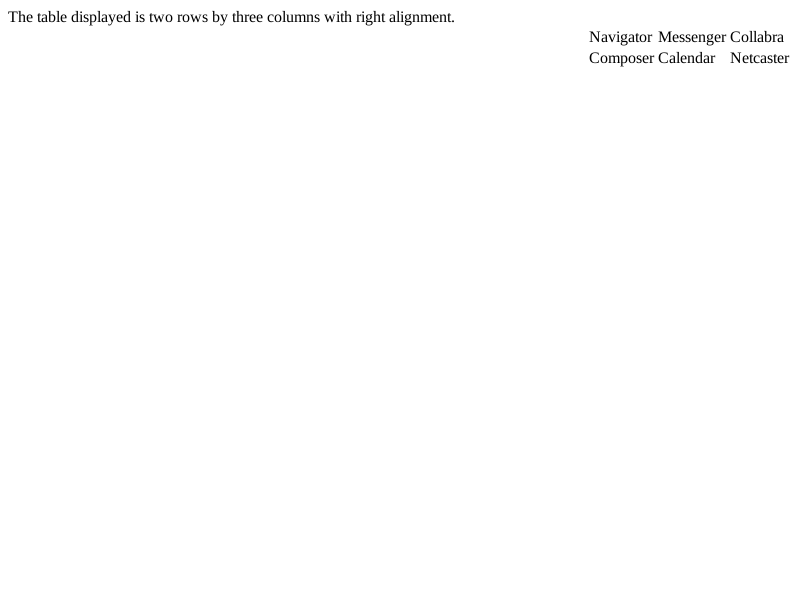 The table displayed is two rows by three columns with right alignment.
Navigator Messenger Collabra
Composer Calendar Netcaster